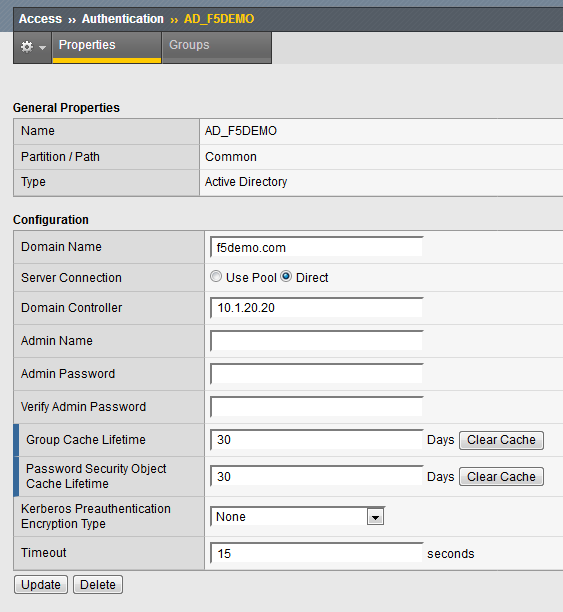 Access ›› Authentication ›› AD_F5DEMO
Properties Groups
General Properties
Name AD_F5DEMO
Partition / Path Common
Type Active Directory
Configuration
Domain Name f5demo.com
Server Connection Use Pool Direct
Domain Controller 10.1.20.20
Admin Name
Admin Password
Verify Admin Password
Group Cache Lifetime 30 Days Clear Cache
Password Security Object
Cache Lifetime 30 Days Clear Cache
Kerberos Preauthentication
Encryption Type None
Timeout 15 seconds
Update Delete